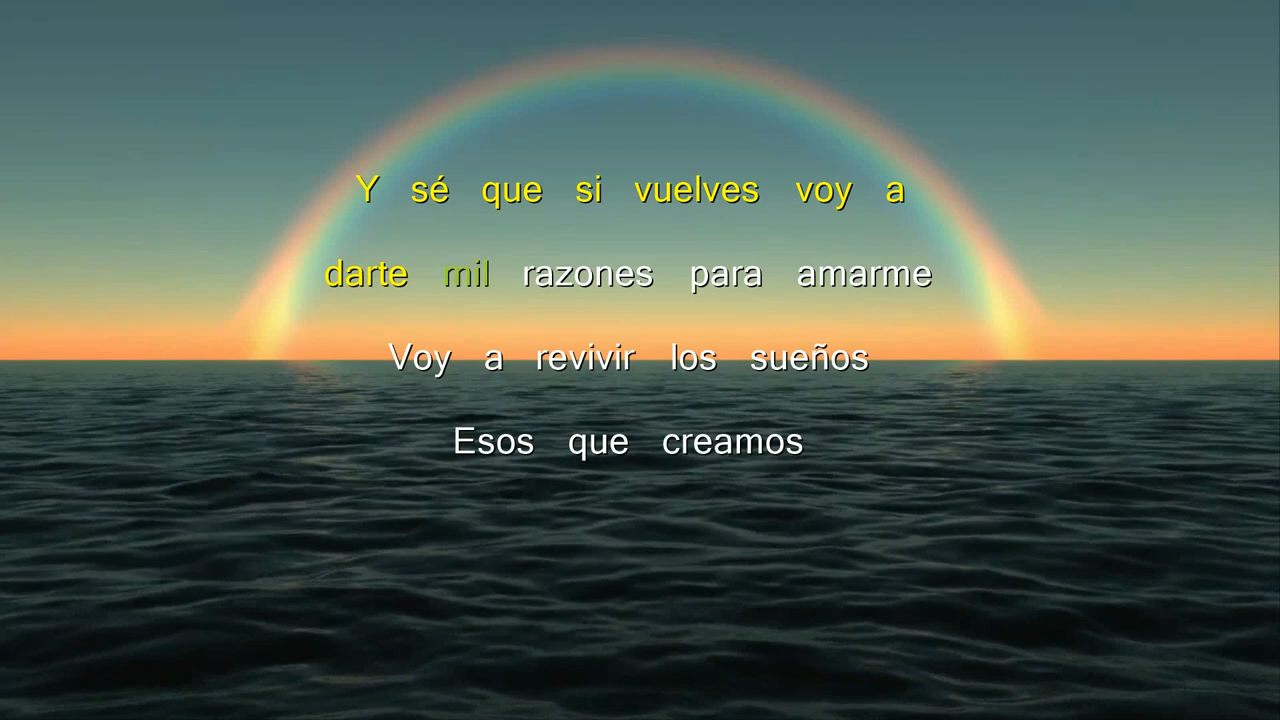 Y sé que si vuelves voy a
darte mil razones para amarme
Voy a revivir los sueños
Esos que creamos